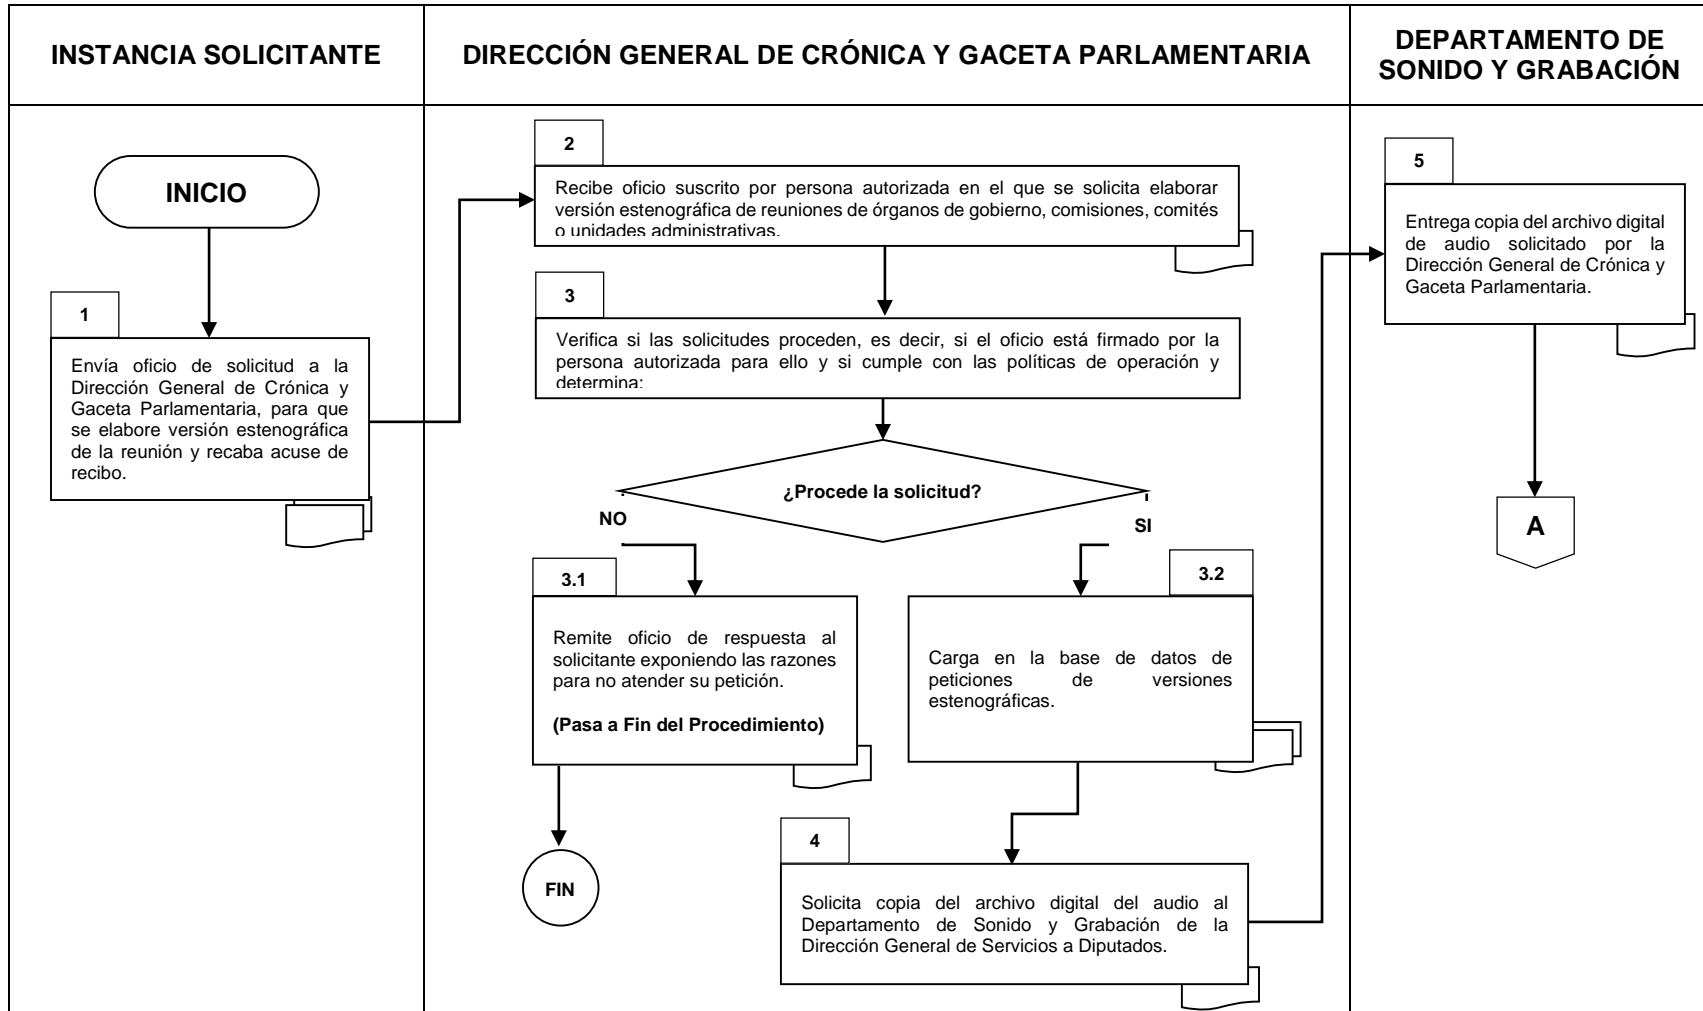 INSTANCIA SOLICITANTE
DIRECCIÓN GENERAL DE CRÓNICA Y GACETA PARLAMENTARIA
DEPARTAMENTO DE
SONIDO Y GRABACIÓN
INICIO
1
Envía oficio de solicitud a la
Dirección General de Crónica y
Gaceta Parlamentaria, para que
se elabore versión estenográfica
de la reunión y recaba acuse de
recibo.
2
Recibe oficio suscrito por persona autorizada en el que se solicita elaborar
versión estenográfica de reuniones de órganos de gobierno, comisiones, comités
o unidades administrativas.
3
Verifica si las solicitudes proceden, es decir, si el oficio está firmado por la
persona autorizada para ello y si cumple con las políticas de operación y
determina:
¿Procede la solicitud?
NO
SI
3.1
Remite oficio de respuesta al
solicitante exponiendo las razones
para no atender su petición.
(Pasa a Fin del Procedimiento)
FIN
3.2
Carga en la base de datos de
peticiones de versiones
estenográficas.
4
Solicita copia del archivo digital del audio al
Departamento de Sonido y Grabación de la
Dirección General de Servicios a Diputados.
5
Entrega copia del archivo digital
de audio solicitado por la
Dirección General de Crónica y
Gaceta Parlamentaria.
A